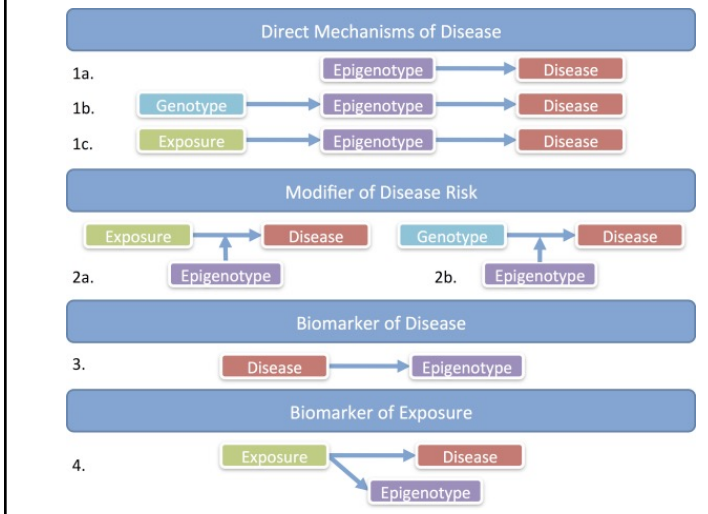 Direct Mechanisms of Disease
1a. Epigenotype Disease
1b. Genotype Epigenotype Disease
1c. Exposure Epigenotype Disease
Modifier of Disease Risk
Exposure Disease Genotype Disease
2a. Epigenotype 2b. Epigenotype
Biomarker of Disease
3. Disease Epigenotype
Biomarker of Exposure
4. Exposure Disease
Epigenotype